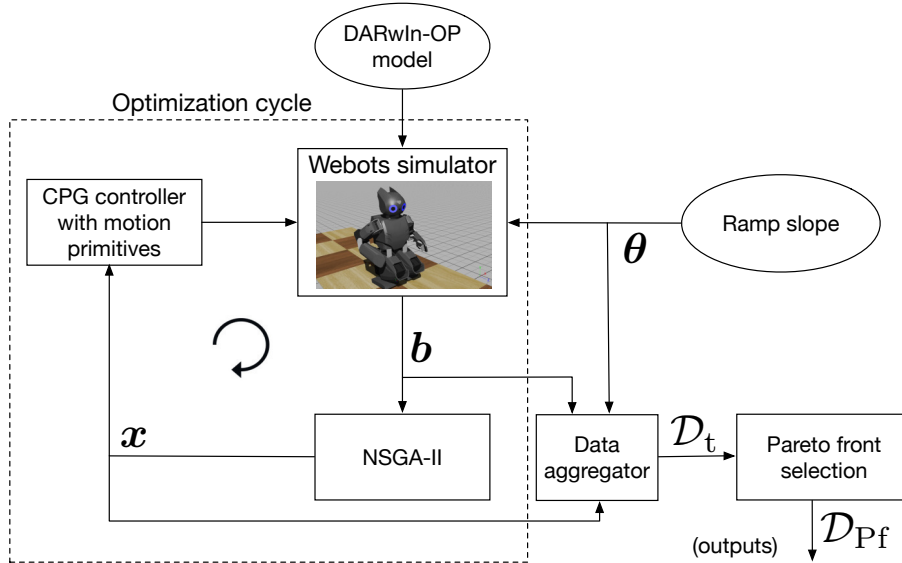 DARwIn-OP
model
Optimization cycle
Webots simulator
CPG controller
with motion
primitives
Ramp slope
θ
b
x
NSGA-II
Data
aggregator
𝒟t
Pareto front
selection
(outputs)
𝒟Pf